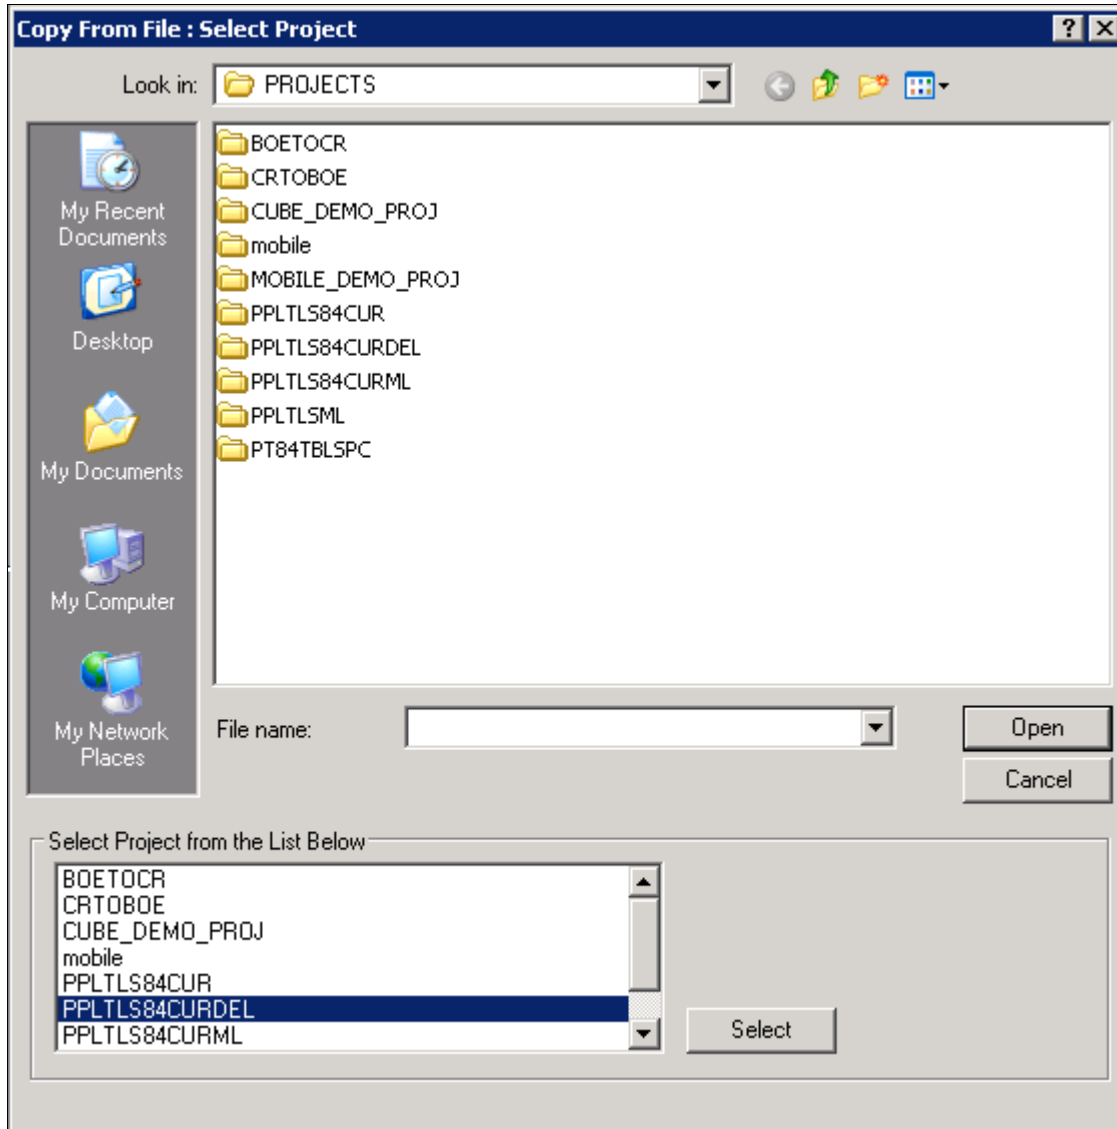 Copy From File : Select Project
Look in:
PROJECTS
My Recent
Documents
Desktop
My Documents
My Computer
My Network
Places
BOETOCR
CRTOBOE
CUBE_DEMO_PROJ
mobile
MOBILE_DEMO_PROJ
PPLTLS84CUR
PPLTLS84CURDEL
PPLTLS84CURML
PPLTLSML
PT84TBLSPC
File name:
Open
Cancel
Select Project from the List Below
BOETOCR
CRTOBOE
CUBE_DEMO_PROJ
mobile
PPLTLS84CUR
PPLTLS84CURDEL
PPLTLS84CURML
Select